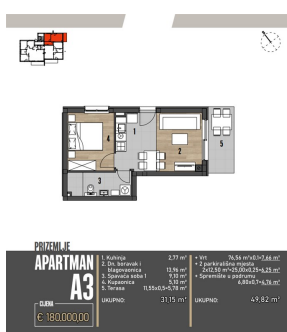 1
4
2
3
5
PRIZEMLJE
APARTMAN
A3
CIJENA
€ 180.000,00
1. Kuhinja 2,77 m²
2. Dn. boravak i
blagovaonica 13,96 m²
3. Spavaća soba 1 9,10 m²
4. Kupaonica 5,10 m²
5. Terasa 11,55x0,5=5,78 m²
UKUPNO: 31,15 m²
+ Vrt 76,56 m²x0,1=7,66 m²
+ 2 parkirališna mjesta
2x12,50 m²=25,00x0,25=6,25 m²
+ Spremište u podrumu
6,80x0,7=4,76 m²
UKUPNO: 49,82 m²